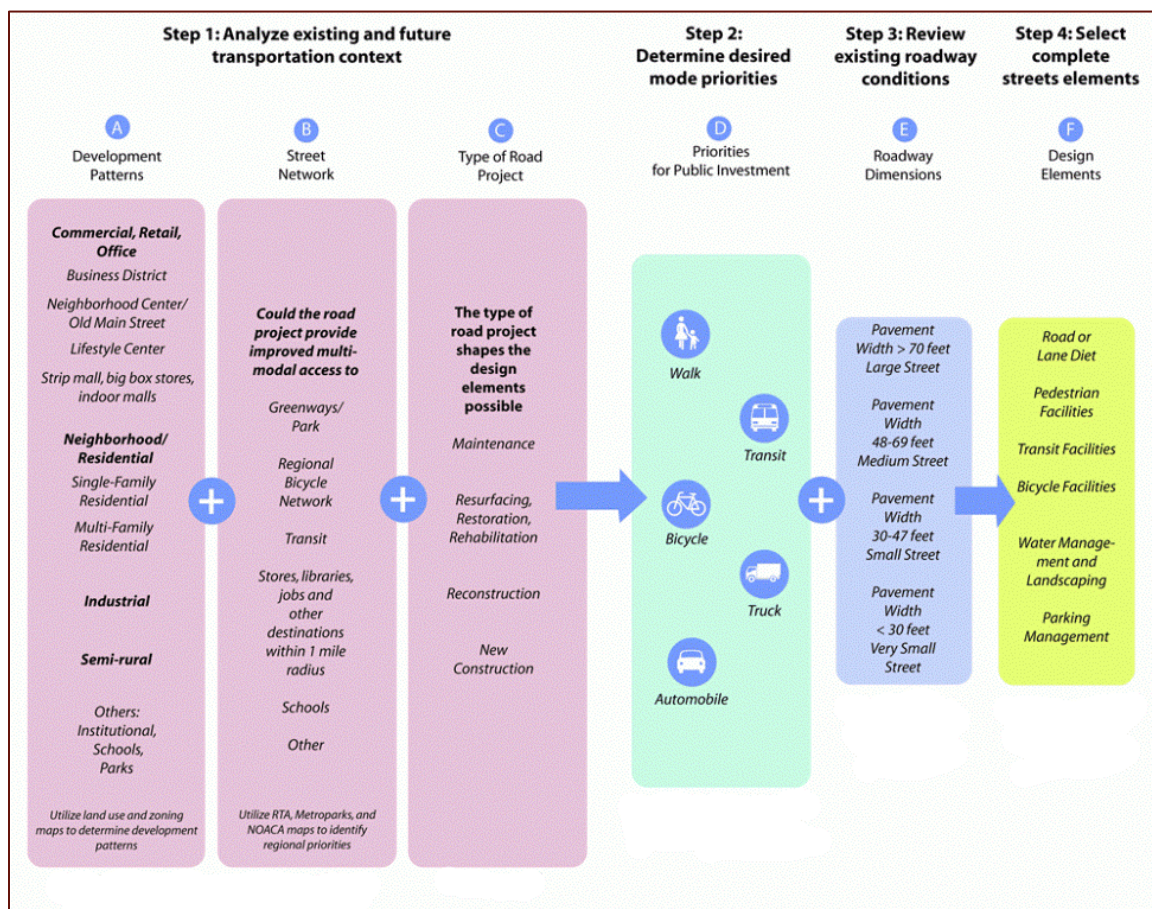 Step 1: Analyze existing and future
transportation context
Step 2:
Determine desired
mode priorities
Step 3: Review
existing roadway
conditions
Step 4: Select
complete
streets elements
A
Development
Patterns
B
Street
Network
C
Type of Road
Project
D
Priorities
for Public Investment
E
Roadway
Dimensions
F
Design
Elements
Commercial, Retail,
Office
Business District
Neighborhood Center/
Old Main Street
Lifestyle Center
Strip mall, big box stores,
indoor malls
Neighborhood/
Residential
Single-Family
Residential
Multi-Family
Residential
Industrial
Semi-rural
Others:
Institutional,
Schools,
Parks
Utilize land use and zoning
maps to determine development
patterns
+
Could the road
project provide
improved multi-
modal access to
Greenways/
Park
Regional
Bicycle
Network
Transit
Stores, libraries,
jobs and
other
destinations
within 1 mile
radius
Schools
Other
Utilize RTA, Metroparks, and
NOACA maps to identify
regional priorities
+
The type of
road project
shapes the
design
elements
possible
Maintenance
Resurfacing,
Restoration,
Rehabilitation
Reconstruction
New
Construction
Walk
Transit
Bicycle
Truck
Automobile
+
Pavement
Width > 70 feet
Large Street
Pavement
Width
48-69 feet
Medium Street
Pavement
Width
30-47 feet
Small Street
Pavement
Width
< 30 feet
Very Small
Street
Road or
Lane Diet
Pedestrian
Facilities
Transit Facilities
Bicycle Facilities
Water Manage-
ment and
Landscaping
Parking
Management